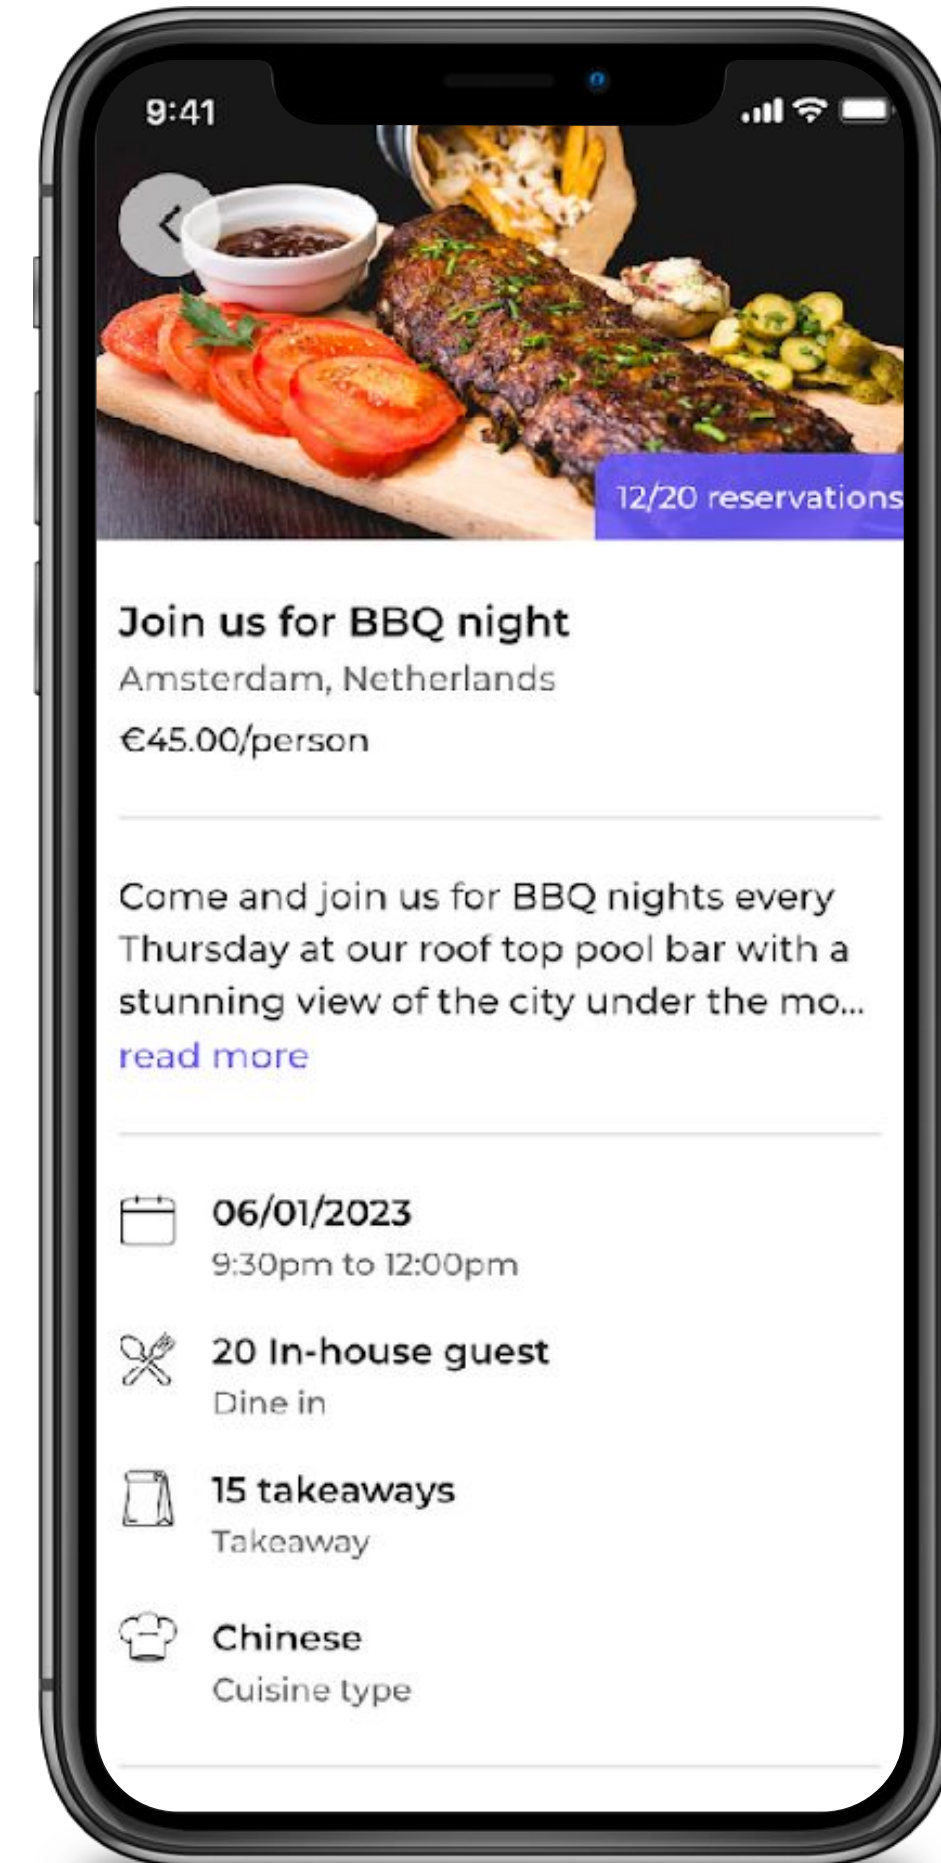 9:41
12/20 reservations
Join us for BBQ night
Amsterdam, Netherlands
€45.00/person
Come and join us for BBQ nights every
Thursday at our roof top pool bar with a
stunning view of the city under the mo...
read more
06/01/2023
9:30pm to 12:00pm
20 In-house guest
Dine in
15 takeaways
Takeaway
Chinese
Cuisine type